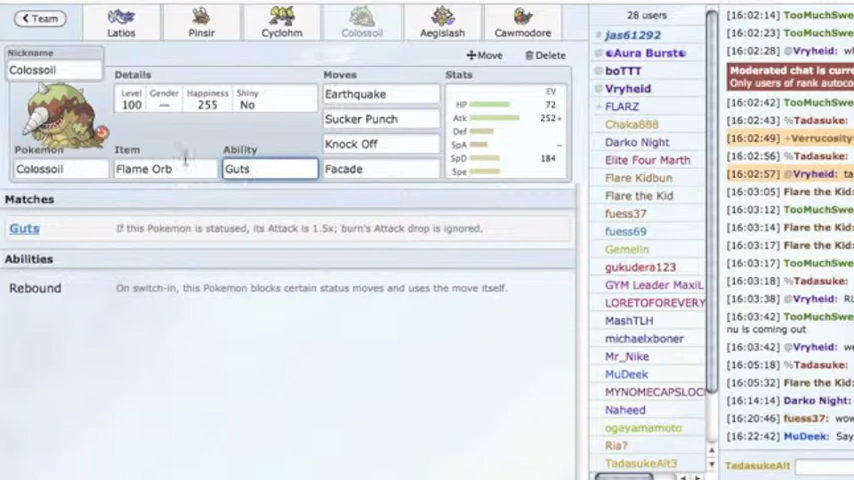 Team
Latios
Pinsir
Cyclohm
Colossoil
Aegislash
Cawmodore
Nickname
Colossoil
Move
Delete
Details
Level
100
Gender
—
Happiness
255
Shiny
No
Moves
Earthquake
Sucker Punch
Knock Off
Facade
Stats
EV
HP 72
Atk 252+
Def
SpA –
SpD 184
Spe
Pokemon
Colossoil
Item
Flame Orb
Ability
Guts
Matches
Guts If this Pokemon is statused, its Attack is 1.5x; burn's Attack drop is ignored.
Abilities
Rebound On switch-in, this Pokemon blocks certain status moves and uses the move itself.
28 users
jas61292
Aura Burst
boTTT
Vryheid
+ FLARZ
Chaka888
Darko Night
Elite Four Marth
Flare Kidbun
Flare the Kid
fuess37
fuess69
Gemelin
gukudera123
GYM Leader MaxiL
LORETOFOREVERY
MashTLH
michaelxboner
Mr_Nike
MuDeek
MYNOMECAPSLOC
Naheed
ogayamamoto
Ria?
TadasukeAlt3
[16:02:14] TooMuchSwe
[16:02:23] TooMuchSwe
[16:02:28] @Vryheid:
Moderated chat is curre
Only users of rank autoco
[16:02:42] TooMuchSwe
[16:02:42] %Tadasuke:
[16:02:49] +Verrucosity:
[16:02:56] %Tadasuke:
[16:02:57] @Vryheid: ta
[16:03:05] Flare the Kid:
[16:03:12] TooMuchSwe
[16:03:14] Flare the Kid:
[16:03:17] Flare the Kid:
[16:03:17] TooMuchSwe
[16:03:18] %Tadasuke:
[16:03:38] @Vryheid: RU
[16:03:42] TooMuchSwe
nu is coming out
[16:03:42] @Vryheid: we
[16:05:18] %Tadasuke:
[16:05:32] Flare the Kid:
[16:14:14] Darko Night:
[16:20:46] fuess37: wow
[16:22:42] MuDeek: Say
TadasukeAlt